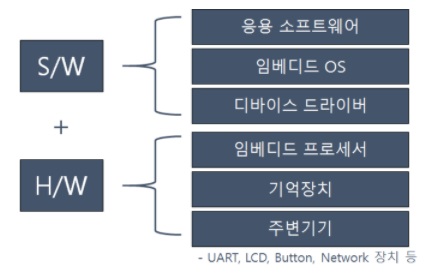 S/W
응용 소프트웨어
임베디드 OS
디바이스 드라이버
+
H/W
임베디드 프로세서
기억장치
주변기기
- UART, LCD, Button, Network 장치 등